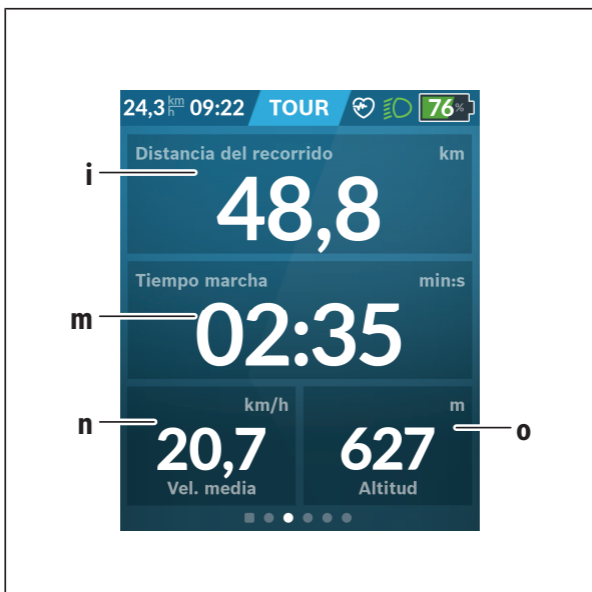 24,3 km/h 09:22 TOUR 76%
Distancia del recorrido km
i
48,8
Tiempo marcha min:s
m
02:35
km/h m
n o
20,7 627
Vel. media Altitud